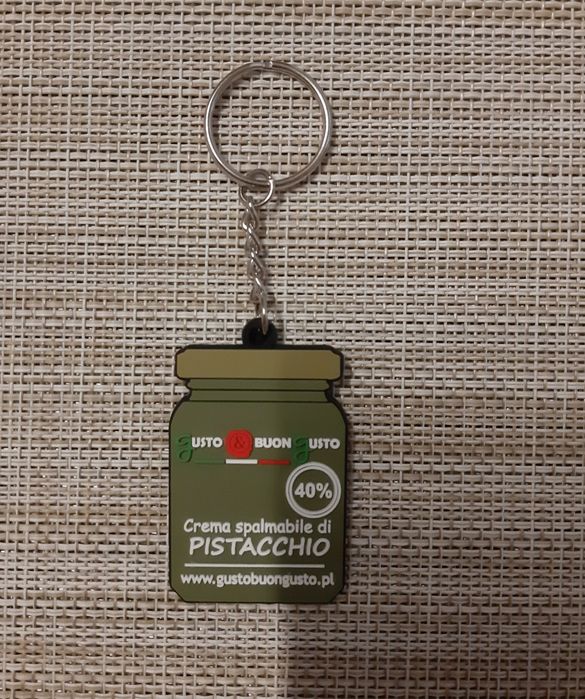 GUSTO & BUON GUSTO
40%
Crema spalmabile di
PISTACCHIO
www.gustobuongusto.pl